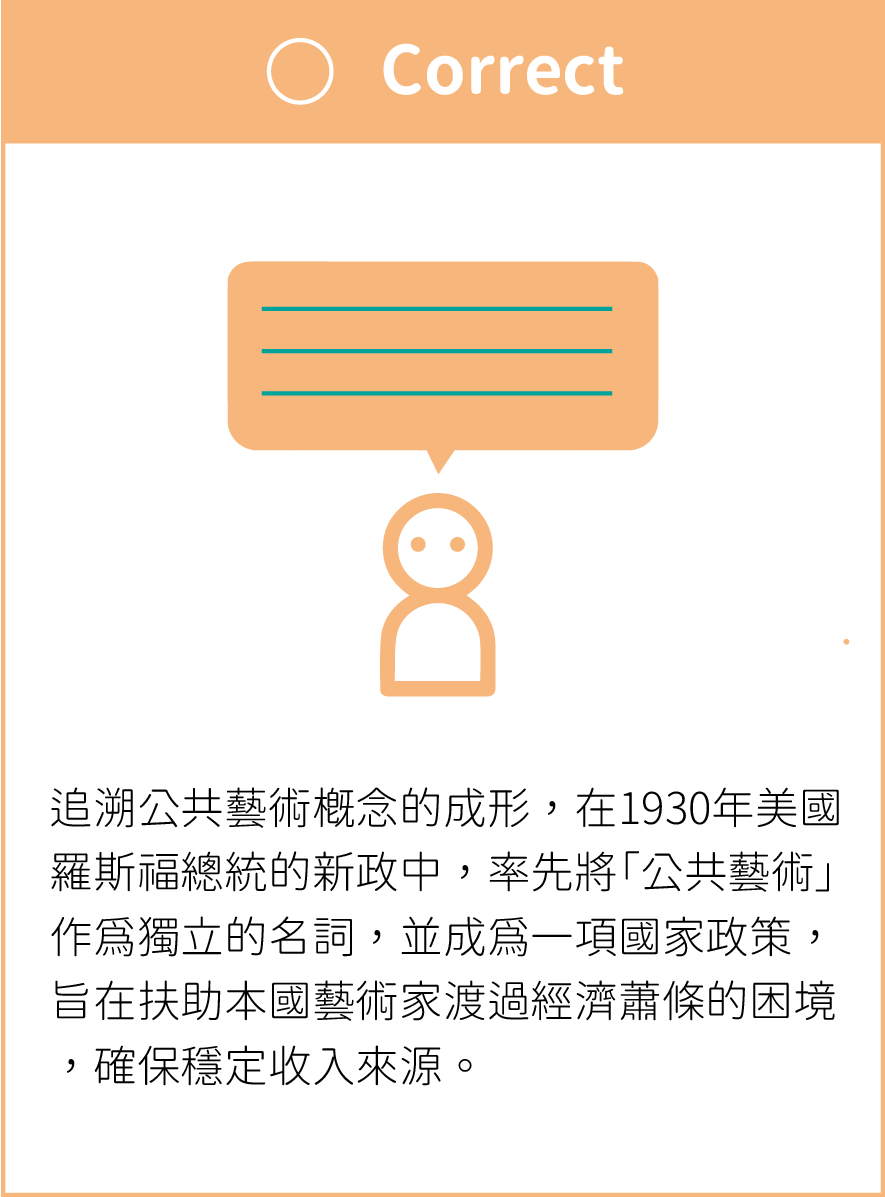 Correct
追溯公共藝術概念的成形，在1930年美國
羅斯福總統的新政中，率先將「公共藝術」
作爲獨立的名詞，並成爲一項國家政策，
旨在扶助本國藝術家渡過經濟蕭條的困境
，確保穩定收入來源。